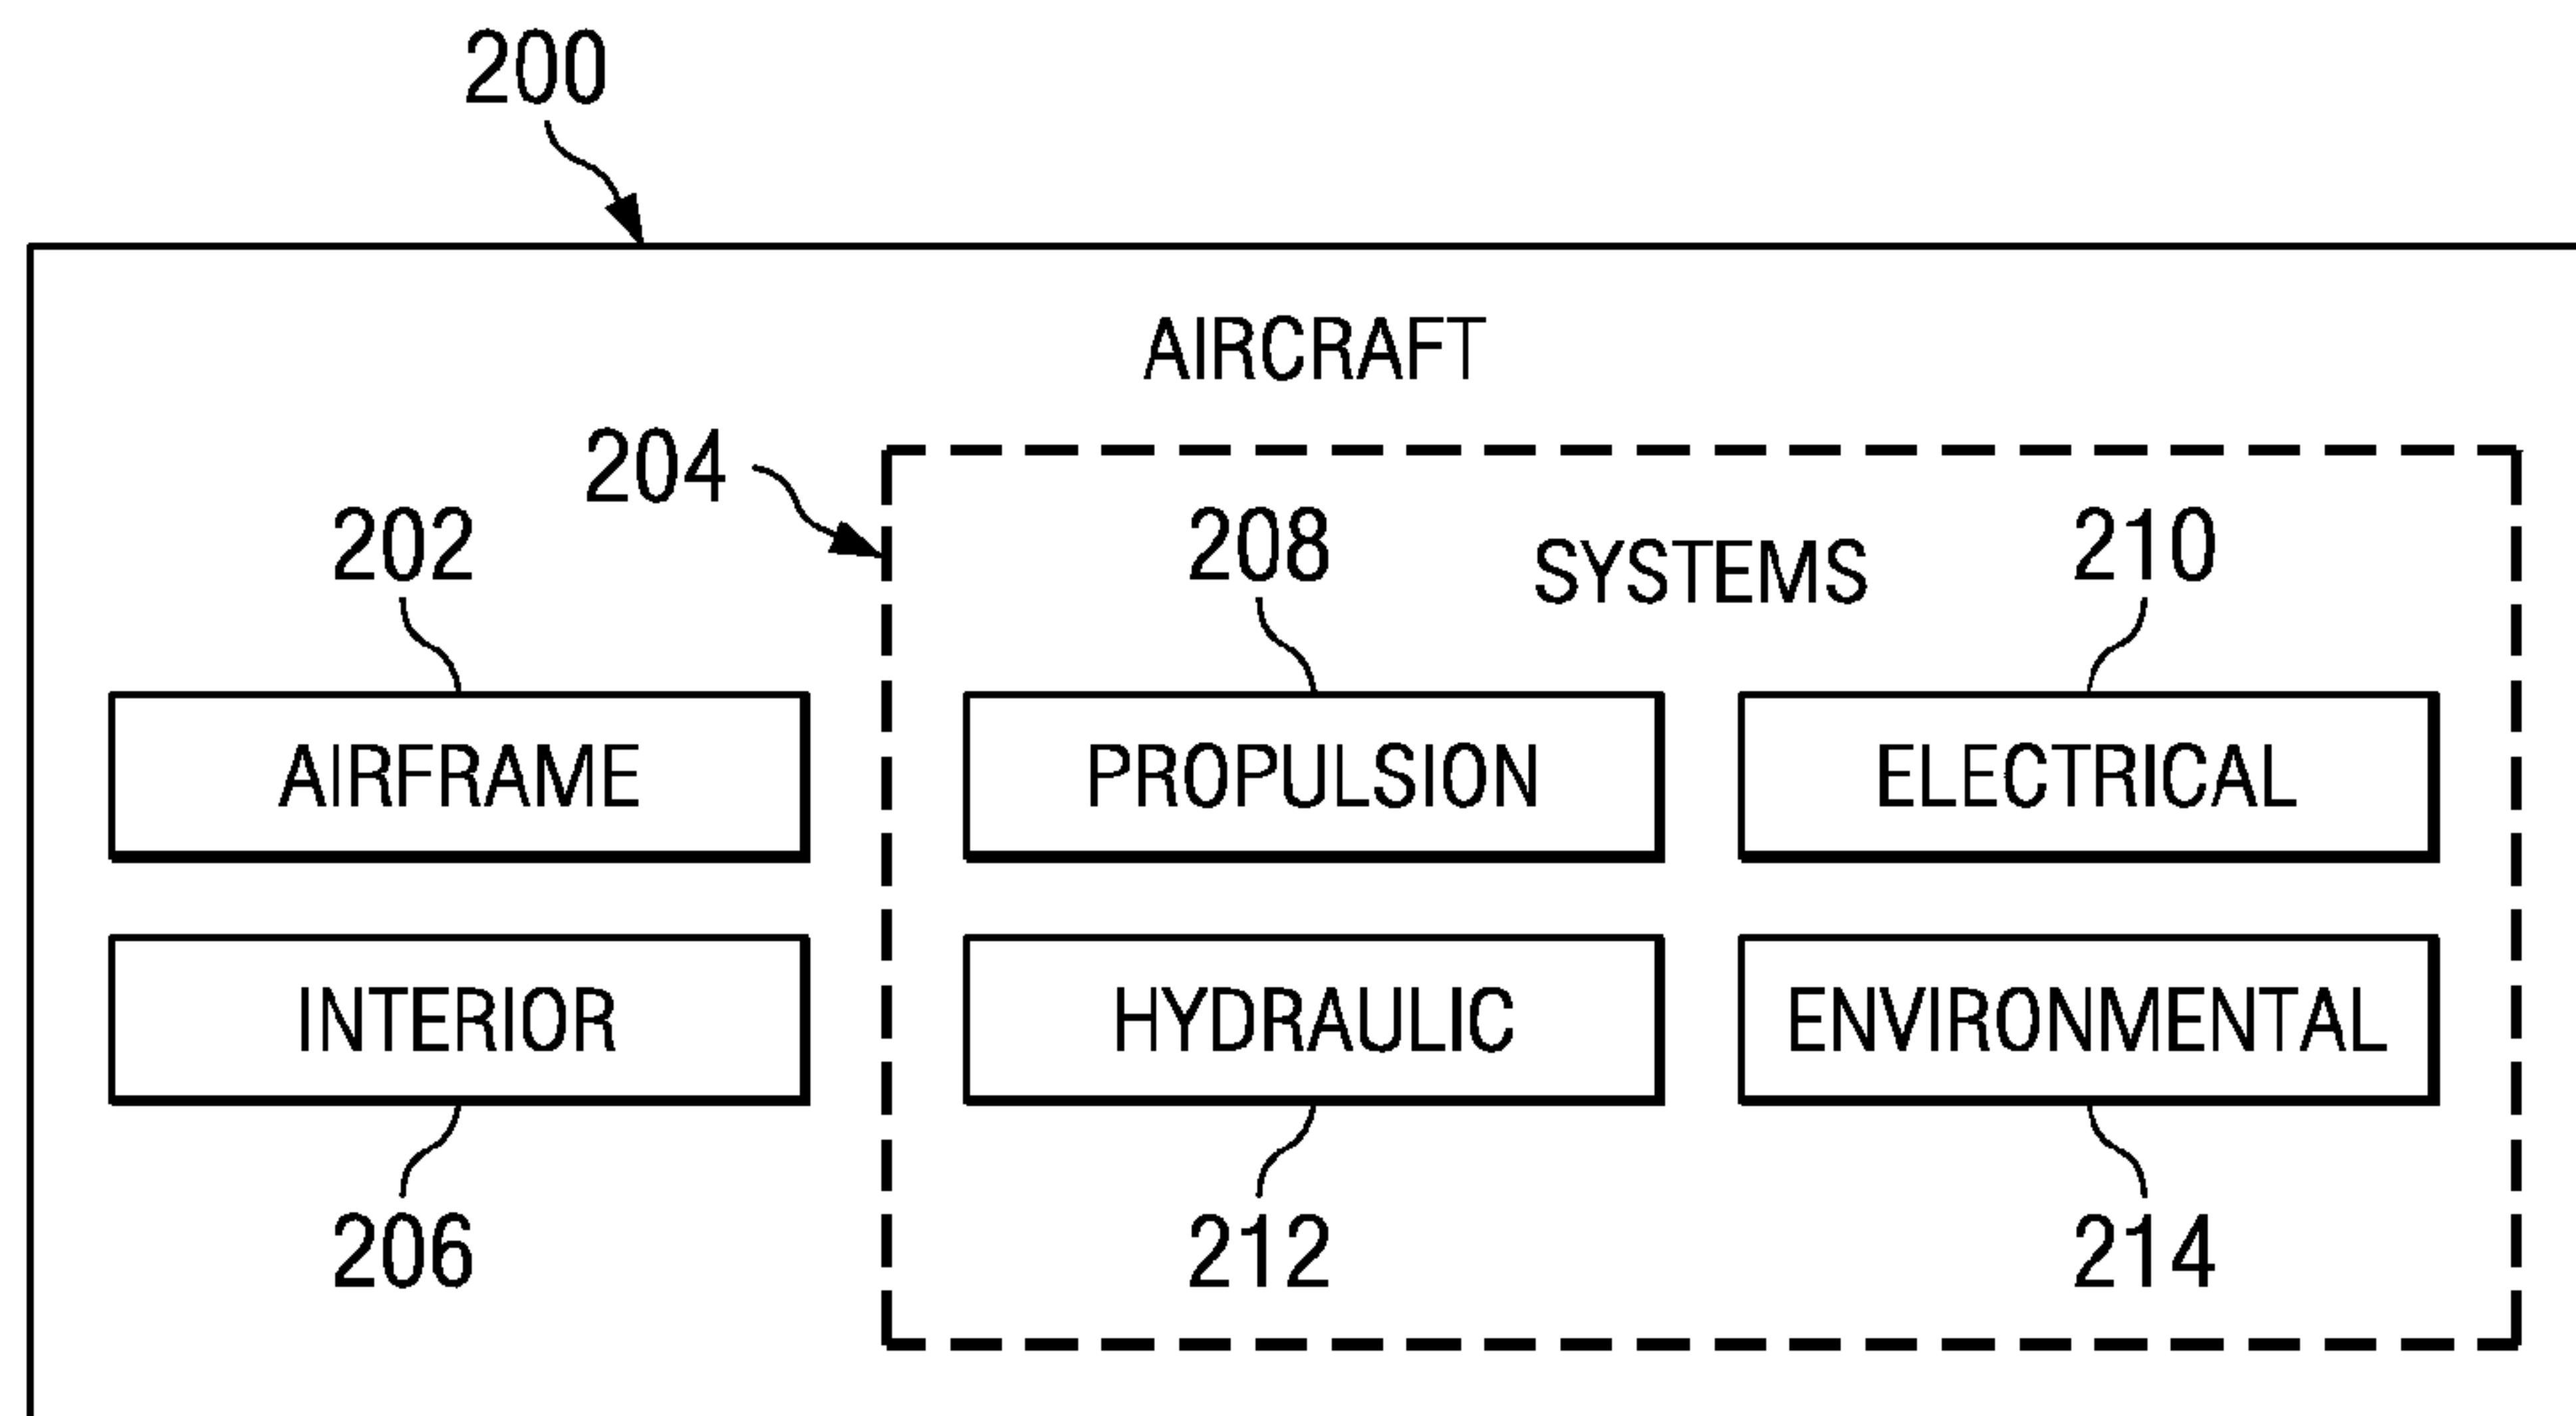 200
AIRCRAFT
204
202
208
SYSTEMS
210
AIRFRAME
PROPULSION
ELECTRICAL
INTERIOR
HYDRAULIC
ENVIRONMENTAL
206
212
214